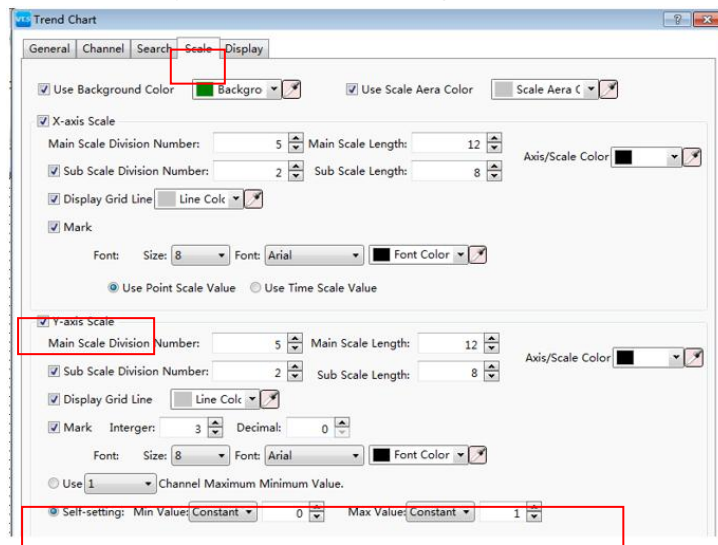 VTS Trend Chart
General Channel Search Scale Display
Use Background Color Backgro Use Scale Aera Color Scale Aera C
X-axis Scale
Main Scale Division Number: 5 Main Scale Length: 12
Axis/Scale Color
Sub Scale Division Number: 2 Sub Scale Length: 8
Display Grid Line Line Colc
Mark
Font: Size: 8 Font: Arial Font Color
Use Point Scale Value Use Time Scale Value
Y-axis Scale
Main Scale Division Number: 5 Main Scale Length: 12
Axis/Scale Color
Sub Scale Division Number: 2 Sub Scale Length: 8
Display Grid Line Line Colc
Mark Interger: 3 Decimal: 0
Font: Size: 8 Font: Arial Font Color
Use 1 Channel Maximum Minimum Value.
Self-setting: Min Value: Constant 0 Max Value: Constant 1